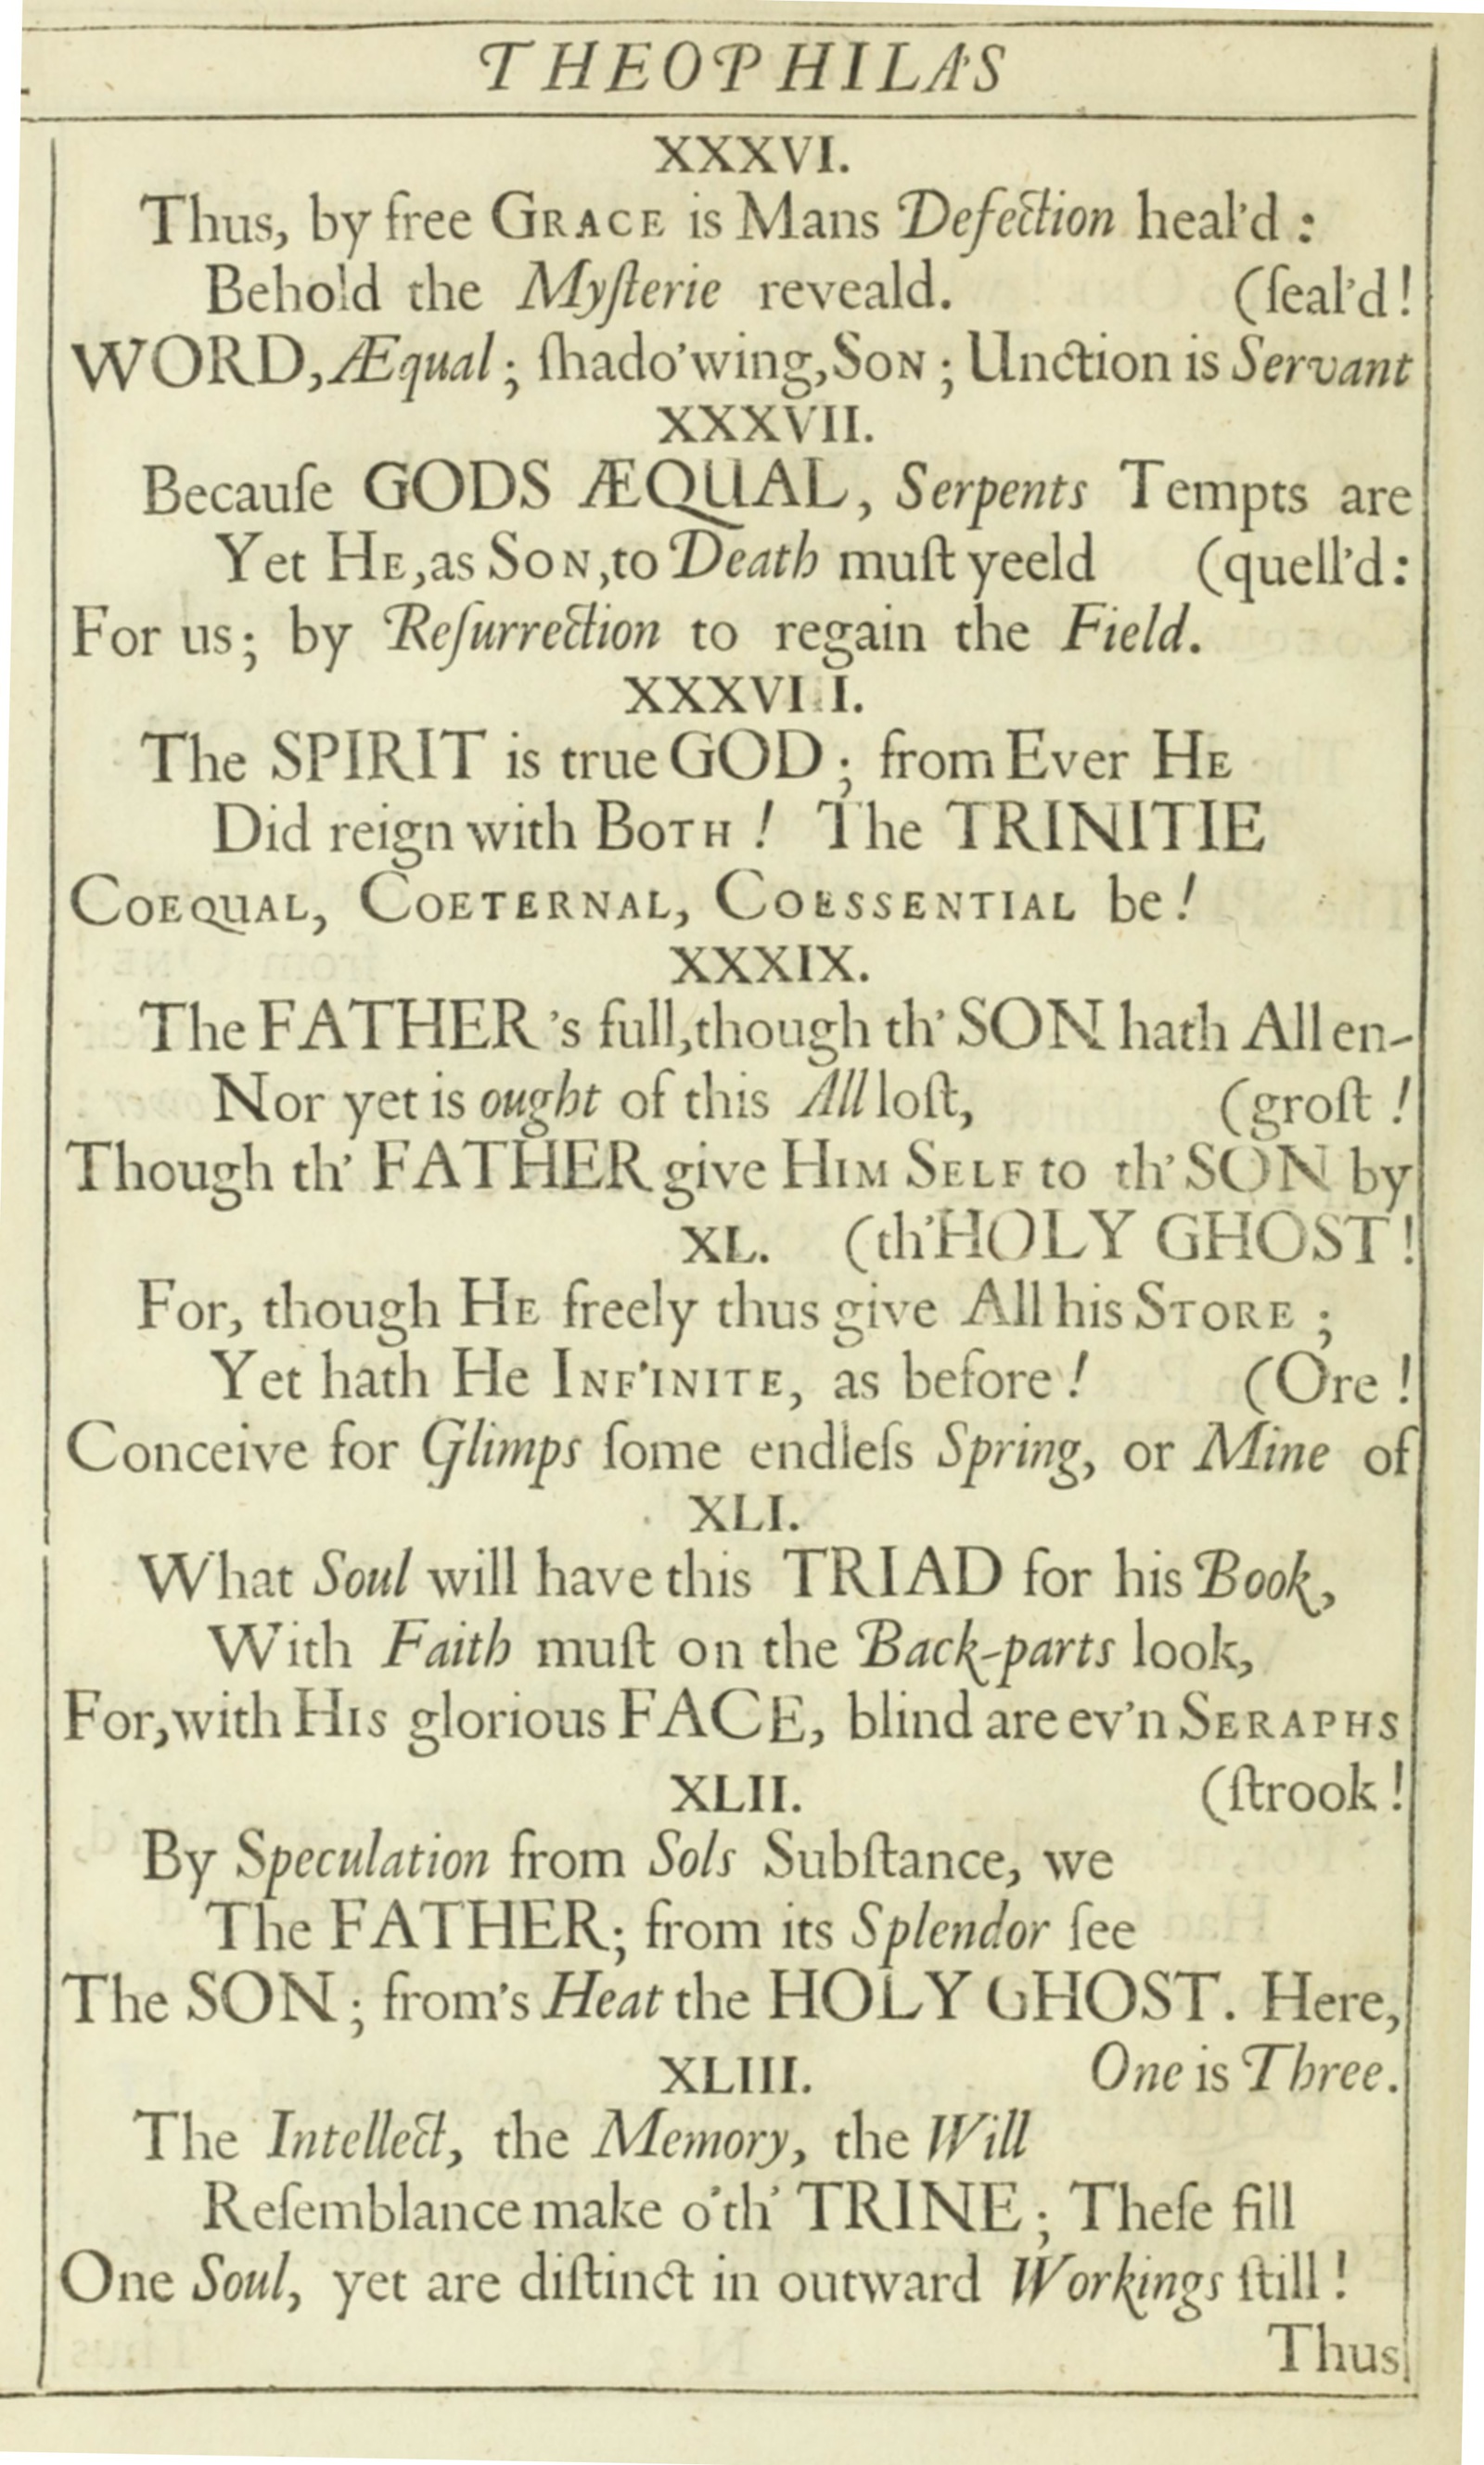 THEOPHILA'S
XXXVI.
Thus, by free GRACE is Mans Defection heal'd :
Behold the Myſterie reveald. (ſeal'd!
WORD, Æqual; ſhado'wing, SON; Unction is Servant
XXXVII.
Becauſe GODS ÆQUAL, Serpents Tempts are
Yet HE, as SON, to Death muſt yeeld (quell'd:
For us; by Reſurrection to regain the Field.
XXXVIII.
The SPIRIT is true GOD; from Ever HE
Did reign with BOTH! The TRINITIE
COEQUAL, COETERNAL, COESSENTIAL be!
XXXIX.
The FATHER 's full, though th' SON hath All en-
Nor yet is ought of this All loſt, (groſt!
Though th' FATHER give HIM SELF to th' SON by
XL. (th'HOLY GHOST!
For, though HE freely thus give All his STORE;
Yet hath He INF'INITE, as before! (Ore!
Conceive for Glimps ſome endleſs Spring, or Mine of
XLI.
What Soul will have this TRIAD for his Book,
With Faith muſt on the Back-parts look,
For, with HIS glorious FACE, blind are ev'n SERAPHS
XLII. (ſtrook!
By Speculation from Sols Subſtance, we
The FATHER; from its Splendor ſee
The SON; from's Heat the HOLY GHOST. Here,
XLIII. One is Three.
The Intellect, the Memory, the Will
Reſemblance make o'th' TRINE; Theſe fill
One Soul, yet are diſtinct in outward Workings ſtill!
Thus